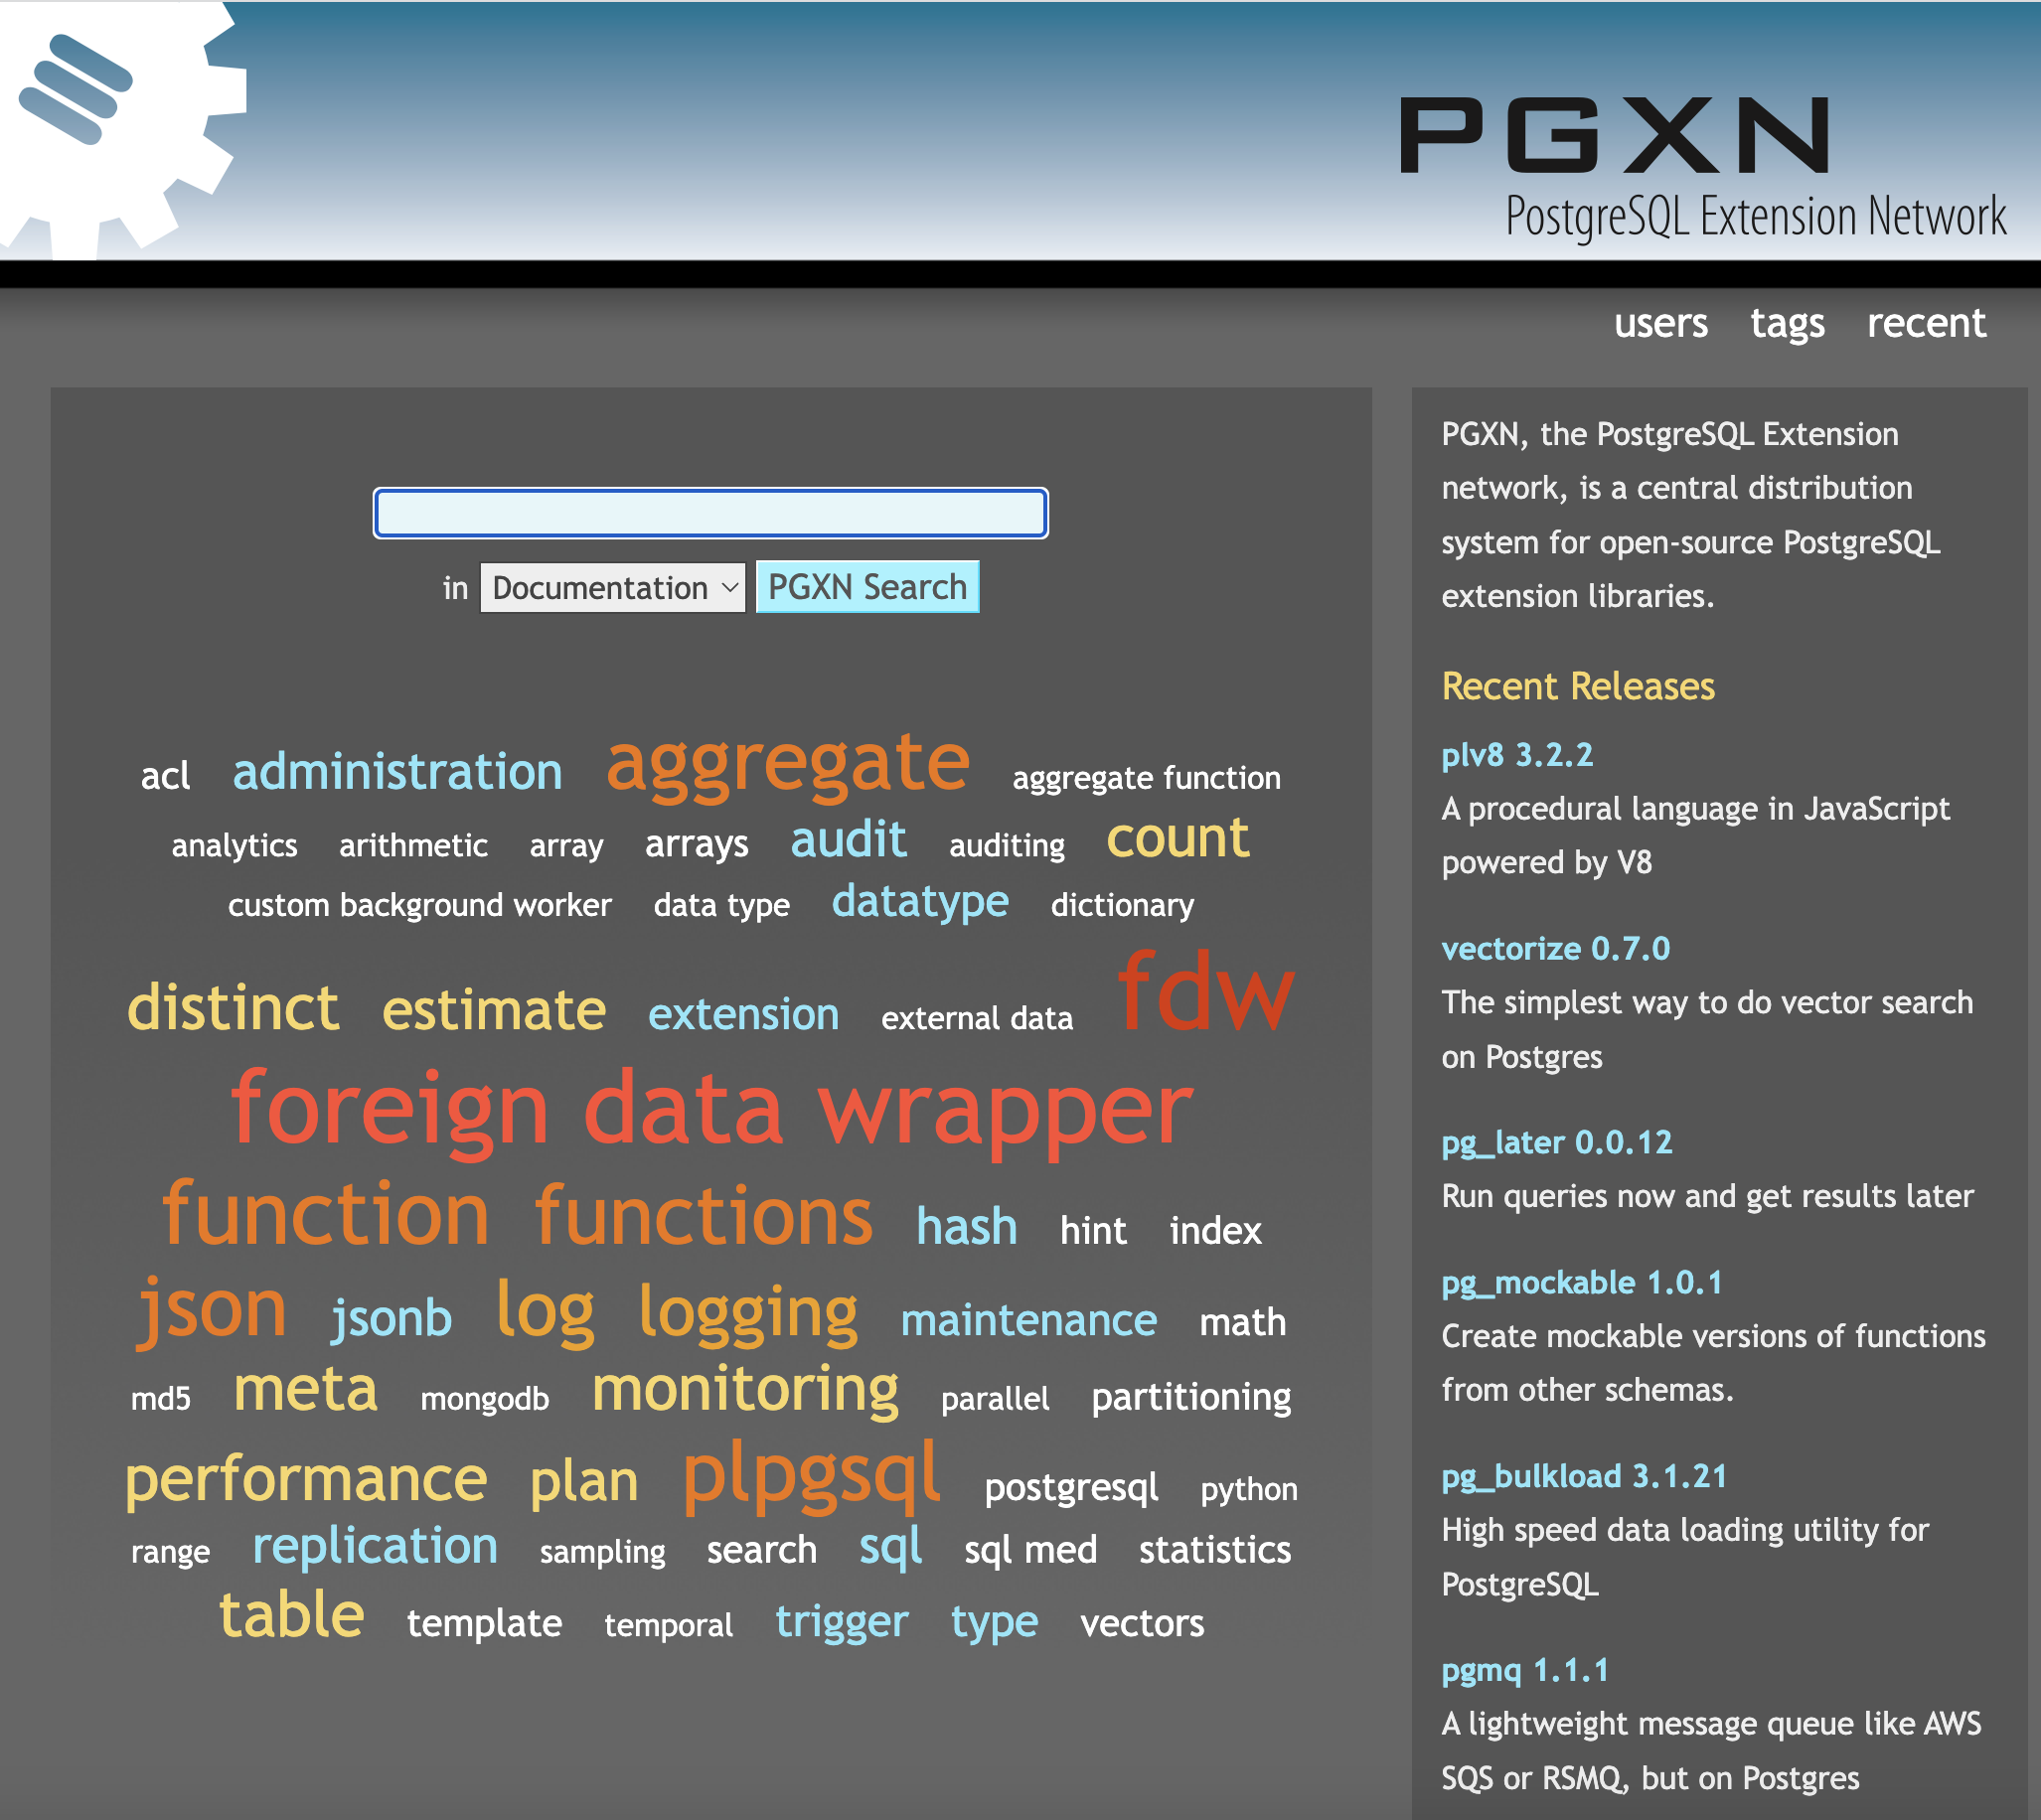 PGXN
PostgreSQL Extension Network
users tags recent
in Documentation PGXN Search
acl administration aggregate aggregate function
analytics arithmetic array arrays audit auditing count
custom background worker data type datatype dictionary
distinct estimate extension external data fdw
foreign data wrapper
function functions hash hint index
json jsonb log logging maintenance math
md5 meta mongodb monitoring parallel partitioning
performance plan plpgsql postgresql python
range replication sampling search sql sql med statistics
table template temporal trigger type vectors
PGXN, the PostgreSQL Extension
network, is a central distribution
system for open-source PostgreSQL
extension libraries.
Recent Releases
plv8 3.2.2
A procedural language in JavaScript
powered by V8
vectorize 0.7.0
The simplest way to do vector search
on Postgres
pg_later 0.0.12
Run queries now and get results later
pg_mockable 1.0.1
Create mockable versions of functions
from other schemas.
pg_bulkload 3.1.21
High speed data loading utility for
PostgreSQL
pgmq 1.1.1
A lightweight message queue like AWS
SQS or RSMQ, but on Postgres